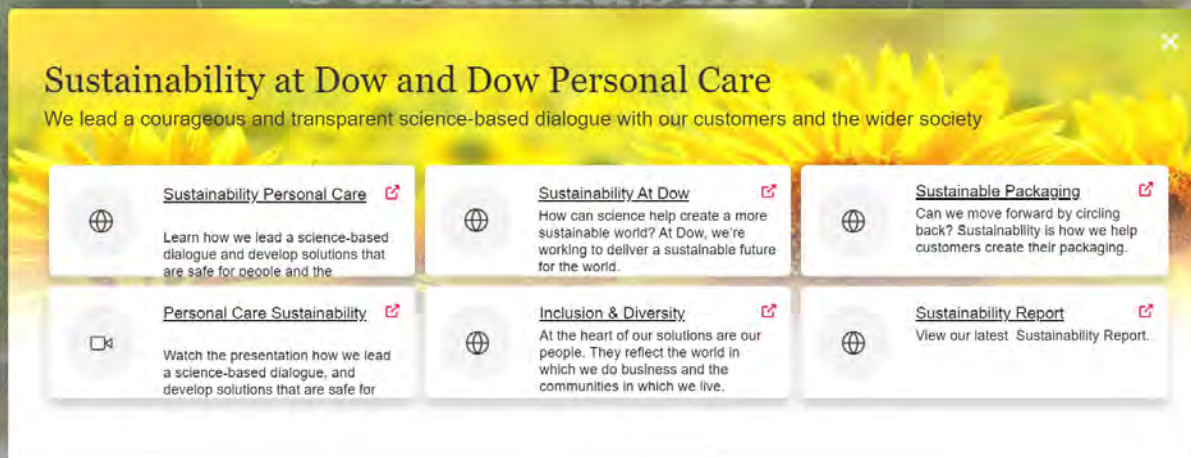 Sustainability at Dow and Dow Personal Care
We lead a courageous and transparent science-based dialogue with our customers and the wider society
Sustainability Personal Care
Learn how we lead a science-based
dialogue and develop solutions that
are safe for people and the
Sustainability At Dow
How can science help create a more
sustainable world? At Dow, we're
working to deliver a sustainable future
for the world.
Sustainable Packaging
Can we move forward by circling
back? Sustainability is how we help
customers create their packaging.
Personal Care Sustainability
Watch the presentation how we lead
a science-based dialogue, and
develop solutions that are safe for
Inclusion & Diversity
At the heart of our solutions are our
people. They reflect the world in
which we do business and the
communities in which we live.
Sustainability Report
View our latest Sustainability Report.